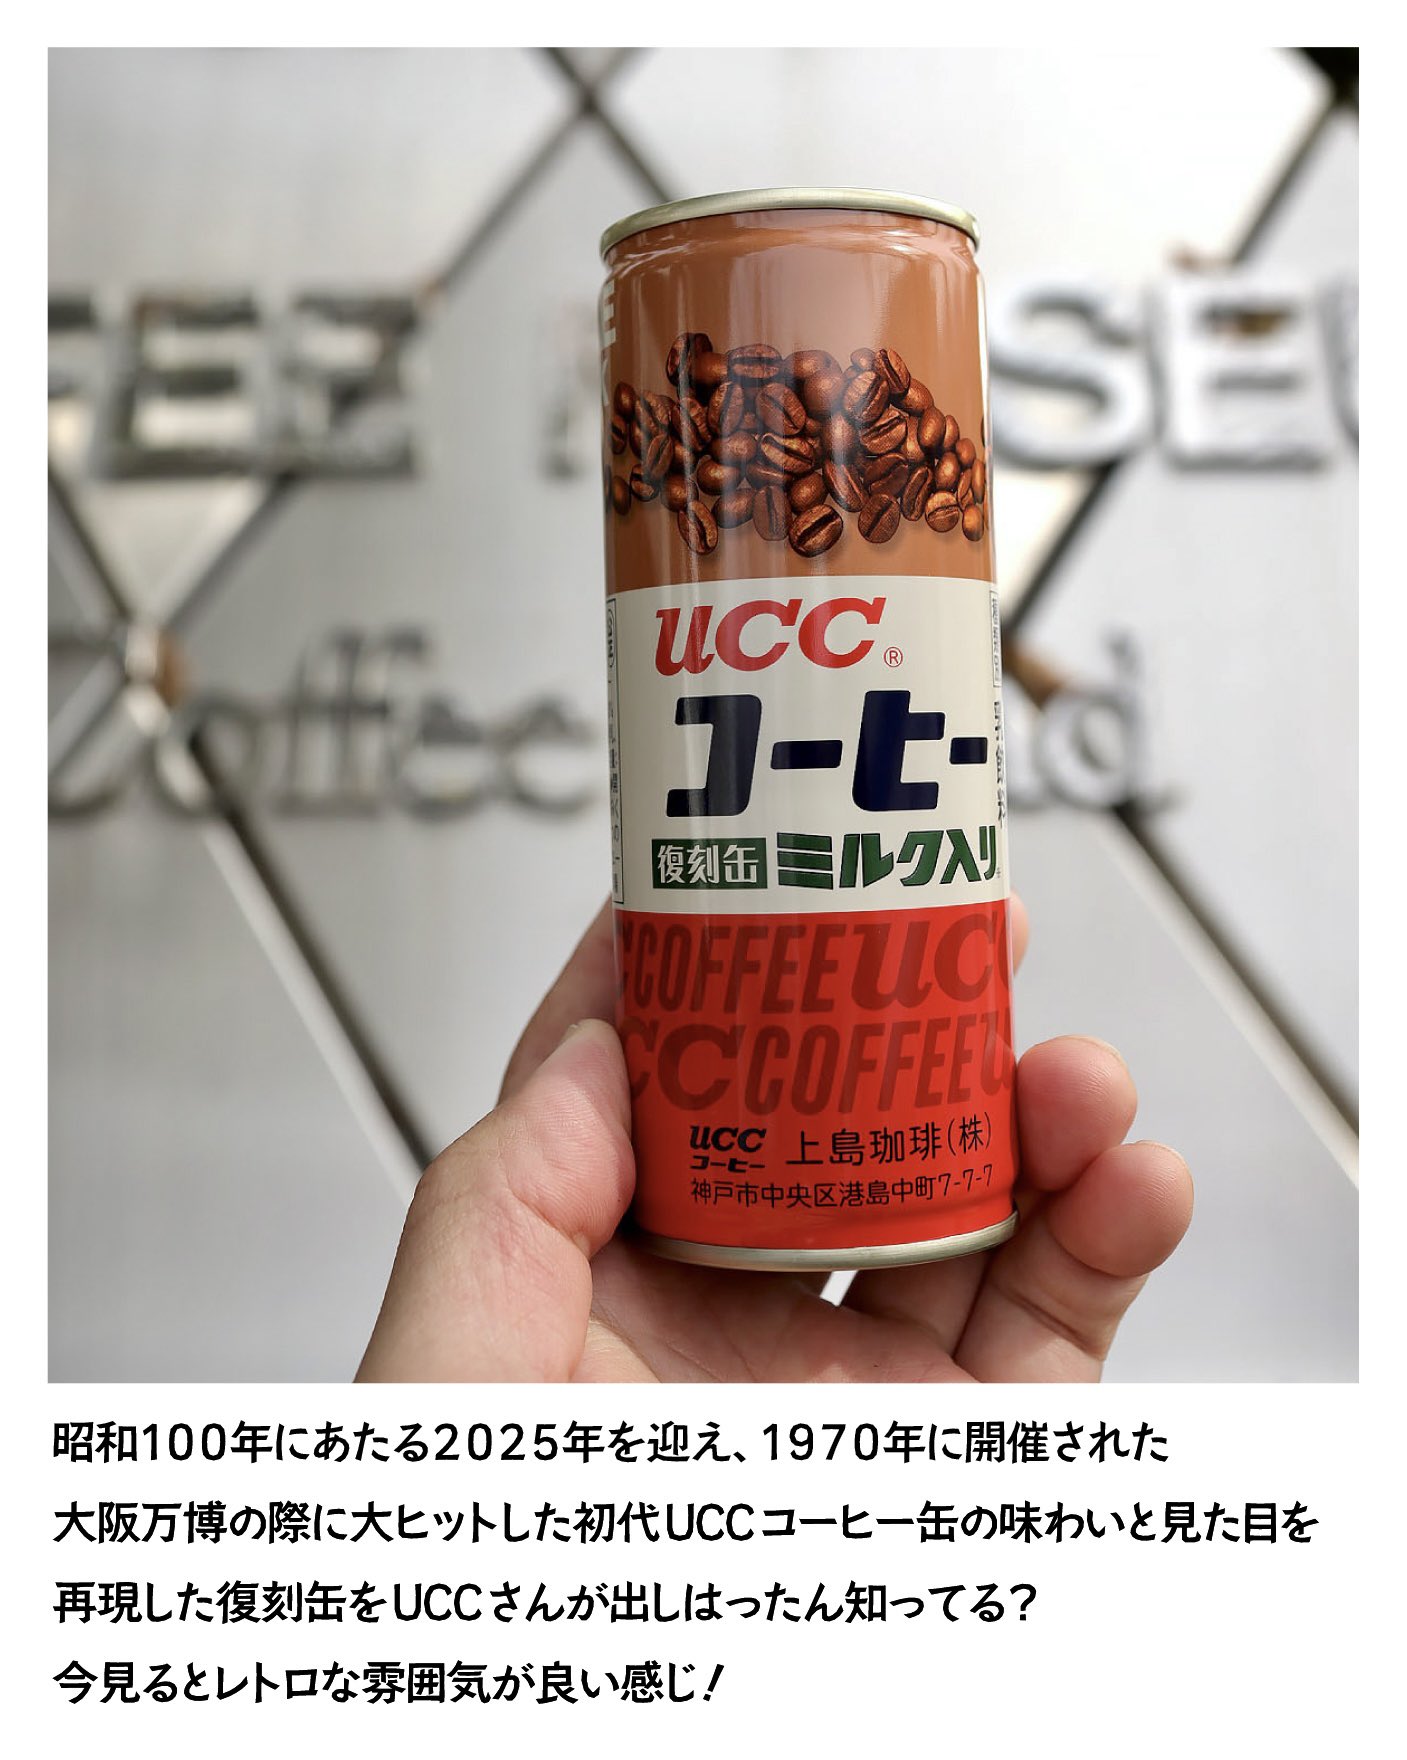 UCC®
コーヒー
復刻缶 ミルク入り
COFFEE UCC
CC COFFEE
UCC コーヒー 上島珈琲(株)
神戸市中央区港島中町7-7-7
Coffee
昭和100年にあたる2025年を迎え、1970年に開催された
大阪万博の際に大ヒットした初代UCCコーヒー缶の味わいと見た目を
再現した復刻缶をUCCさんが出しはったん知ってる?
今見るとレトロな雰囲気が良い感じ!